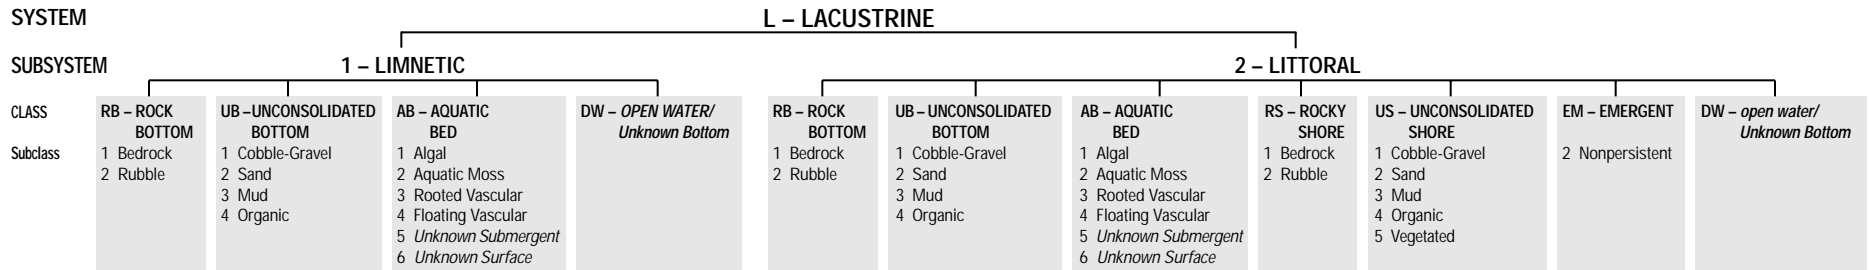 SYSTEM
L – LACUSTRINE
SUBSYSTEM
1 – LIMNETIC
2 – LITTORAL
CLASS
Subclass
RB – ROCK
BOTTOM
1 Bedrock
2 Rubble
UB – UNCONSOLIDATED
BOTTOM
1 Cobble-Gravel
2 Sand
3 Mud
4 Organic
AB – AQUATIC
BED
1 Algal
2 Aquatic Moss
3 Rooted Vascular
4 Floating Vascular
5 Unknown Submergent
6 Unknown Surface
DW – OPEN WATER/
Unknown Bottom
RB – ROCK
BOTTOM
1 Bedrock
2 Rubble
UB – UNCONSOLIDATED
BOTTOM
1 Cobble-Gravel
2 Sand
3 Mud
4 Organic
AB – AQUATIC
BED
1 Algal
2 Aquatic Moss
3 Rooted Vascular
4 Floating Vascular
5 Unknown Submergent
6 Unknown Surface
RS – ROCKY
SHORE
1 Bedrock
2 Rubble
US – UNCONSOLIDATED
SHORE
1 Cobble-Gravel
2 Sand
3 Mud
4 Organic
5 Vegetated
EM – EMERGENT
2 Nonpersistent
DW – open water/
Unknown Bottom